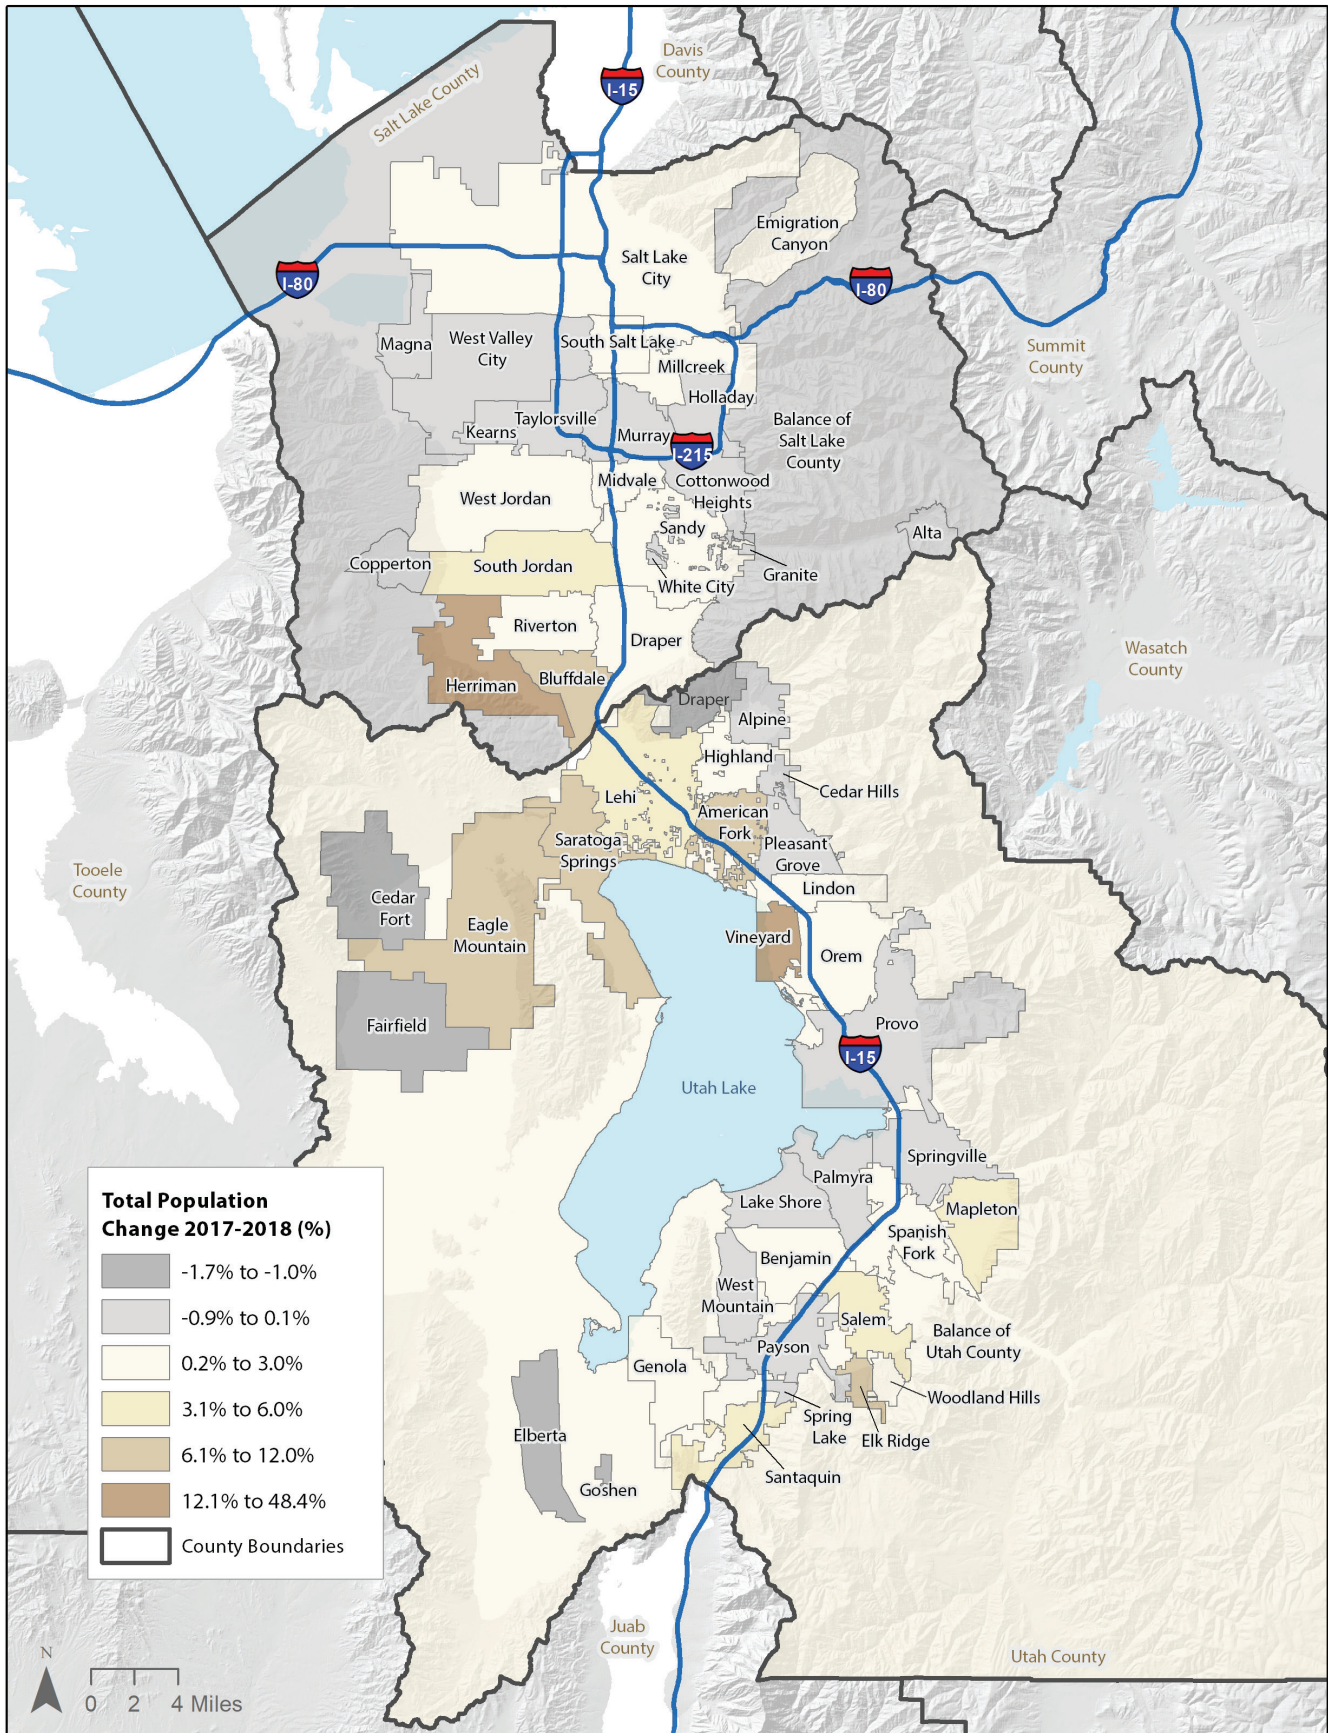 Davis
County
I-15
Salt Lake County
Emigration
Canyon
Salt Lake
City
I-80
I-80
Summit
County
Magna
West Valley
City
South Salt Lake
Millcreek
Holladay
Taylorsville
Kearns
Murray
I-215
Balance of
Salt Lake
County
Midvale
Cottonwood
Heights
West Jordan
Sandy
Alta
Copperton
South Jordan
Granite
White City
Riverton
Draper
Wasatch
County
Herriman
Bluffdale
Draper
Alpine
Highland
Cedar Hills
Lehi
American
Fork
Saratoga
Springs
Pleasant
Grove
Tooele
County
Cedar
Fort
Lindon
Eagle
Mountain
Vineyard
Orem
Fairfield
Provo
I-15
Utah Lake
Springville
Palmyra
Lake Shore
Mapleton
Spanish
Fork
Benjamin
West
Mountain
Salem
Balance of
Utah County
Payson
Genola
Woodland Hills
Spring
Lake
Elk Ridge
Elberta
Santaquin
Goshen
Juab
County
Utah County
Total Population
Change 2017-2018 (%)
-1.7% to -1.0%
-0.9% to 0.1%
0.2% to 3.0%
3.1% to 6.0%
6.1% to 12.0%
12.1% to 48.4%
County Boundaries
N
0 2 4 Miles